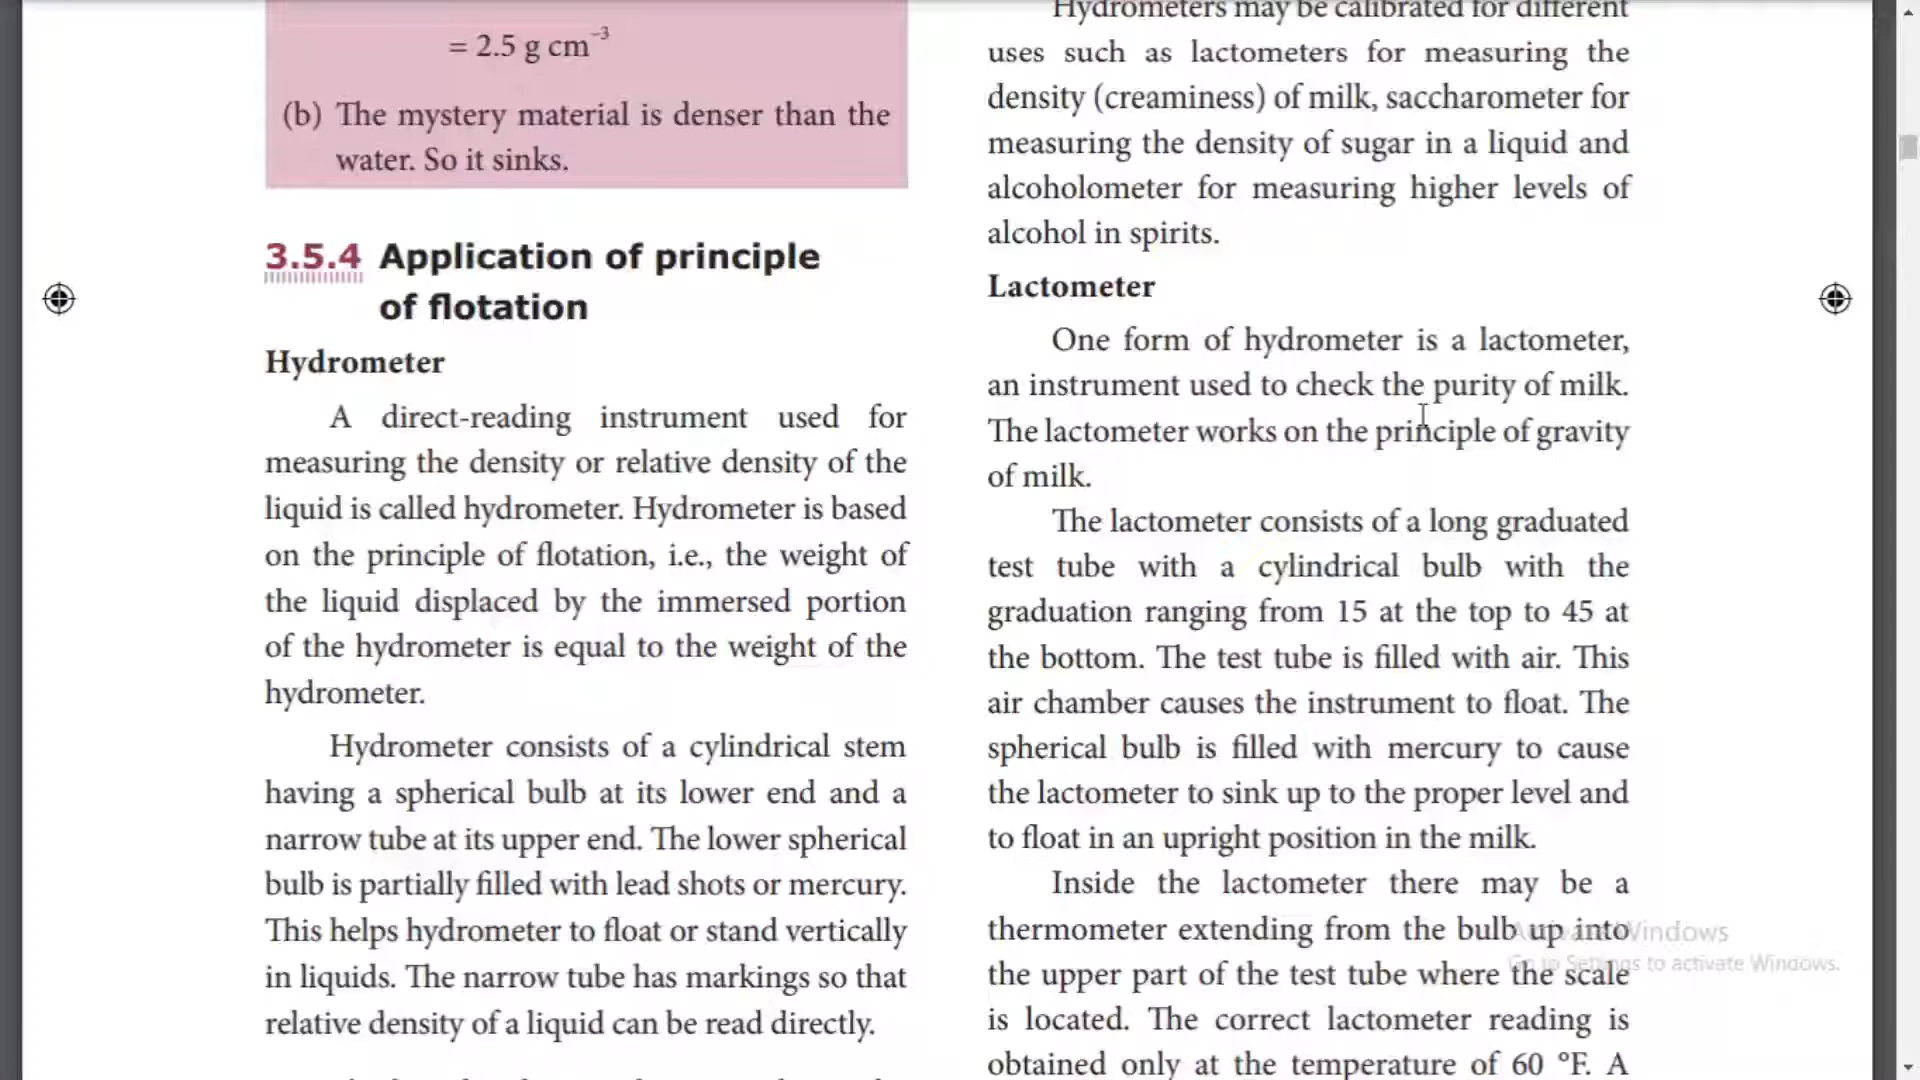 = 2.5 g cm⁻³
(b) The mystery material is denser than the
water. So it sinks.
3.5.4 Application of principle
of flotation
Hydrometer
A direct-reading instrument used for
measuring the density or relative density of the
liquid is called hydrometer. Hydrometer is based
on the principle of flotation, i.e., the weight of
the liquid displaced by the immersed portion
of the hydrometer is equal to the weight of the
hydrometer.
Hydrometer consists of a cylindrical stem
having a spherical bulb at its lower end and a
narrow tube at its upper end. The lower spherical
bulb is partially filled with lead shots or mercury.
This helps hydrometer to float or stand vertically
in liquids. The narrow tube has markings so that
relative density of a liquid can be read directly.
Hydrometers may be calibrated for different
uses such as lactometers for measuring the
density (creaminess) of milk, saccharometer for
measuring the density of sugar in a liquid and
alcoholometer for measuring higher levels of
alcohol in spirits.
Lactometer
One form of hydrometer is a lactometer,
an instrument used to check the purity of milk.
The lactometer works on the principle of gravity
of milk.
The lactometer consists of a long graduated
test tube with a cylindrical bulb with the
graduation ranging from 15 at the top to 45 at
the bottom. The test tube is filled with air. This
air chamber causes the instrument to float. The
spherical bulb is filled with mercury to cause
the lactometer to sink up to the proper level and
to float in an upright position in the milk.
Inside the lactometer there may be a
thermometer extending from the bulb up into
the upper part of the test tube where the scale
is located. The correct lactometer reading is
obtained only at the temperature of 60 °F. A
Activate Windows
Go to Settings to activate Windows.